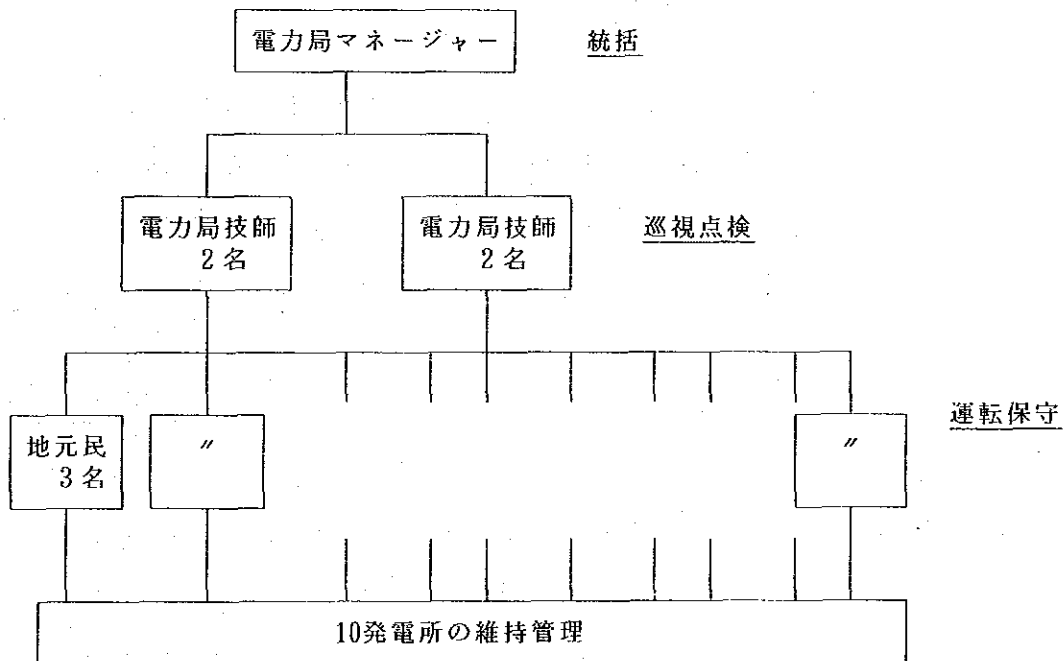 電力局マネージャー
統括
電力局技師
2名
電力局技師
2名
巡視点検
地元民
3名
〃
〃
運転保守
10発電所の維持管理